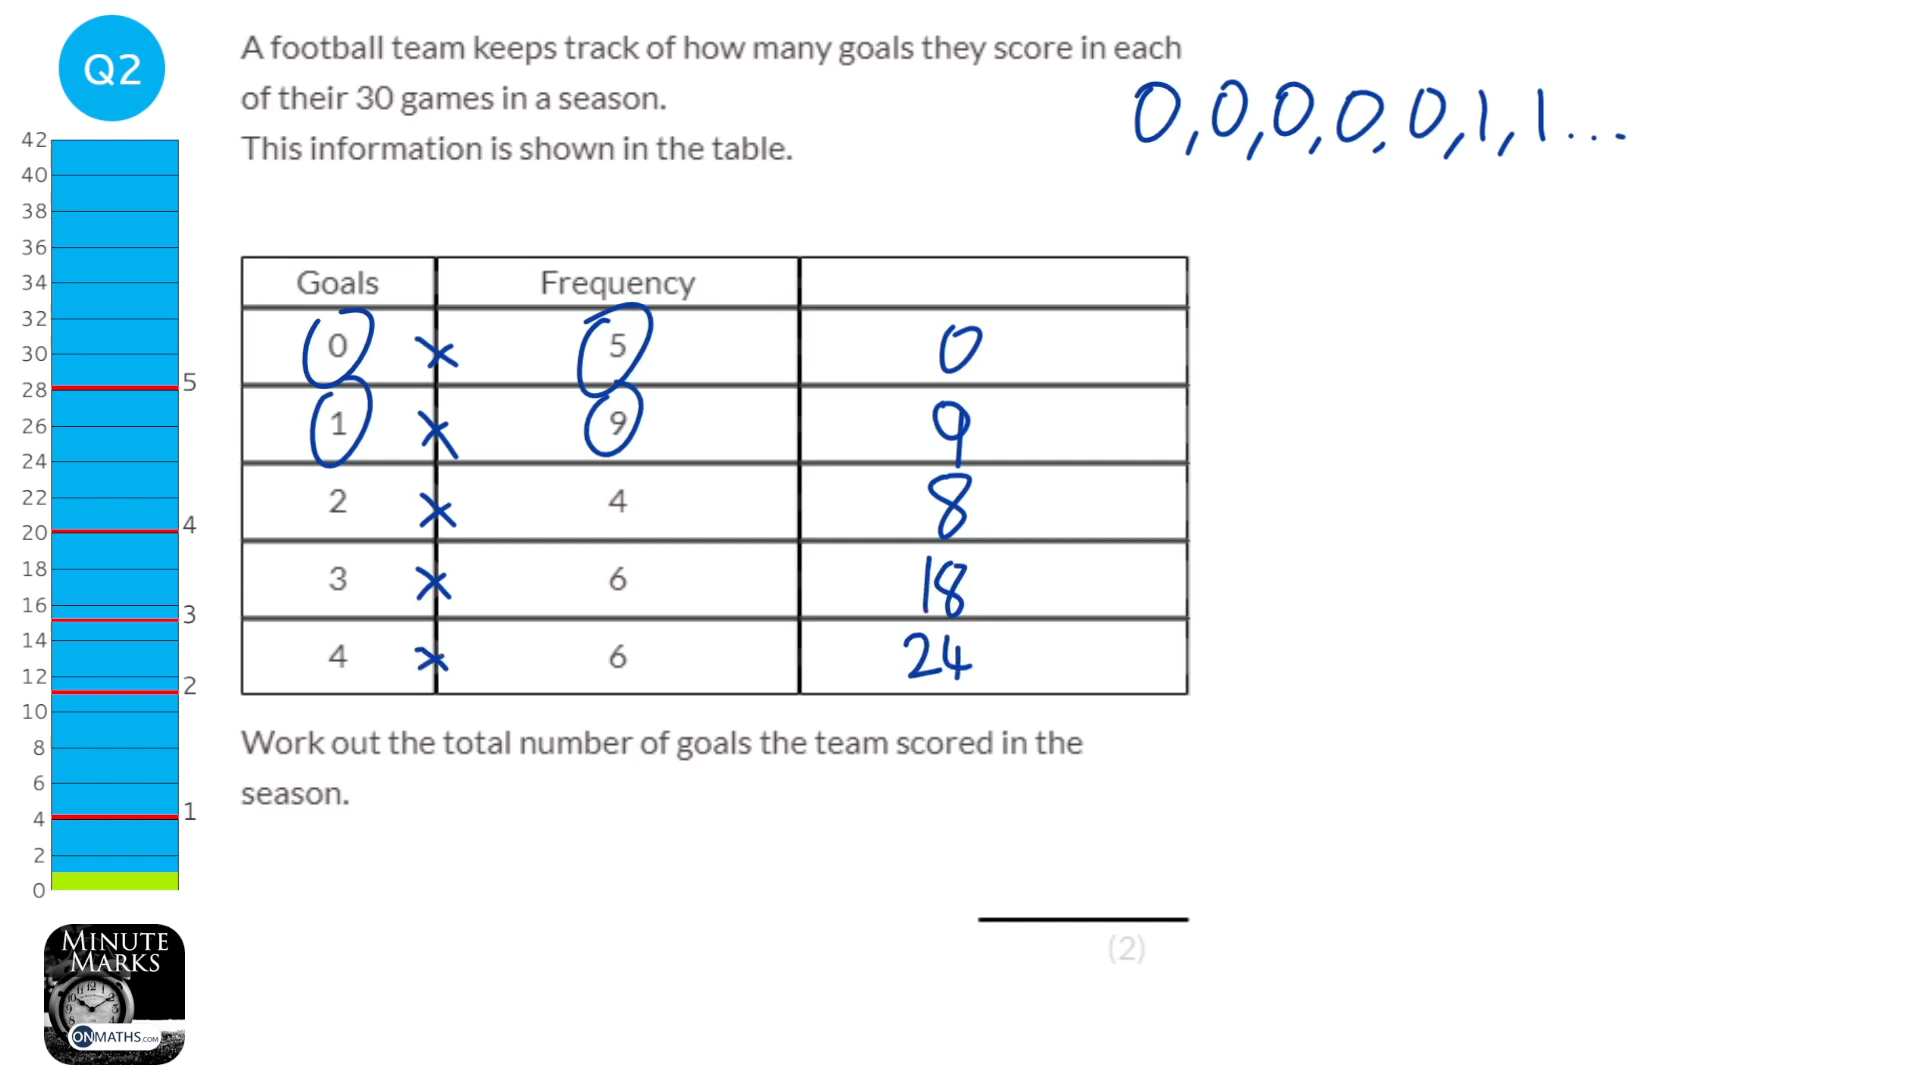 Q2
A football team keeps track of how many goals they score in each
of their 30 games in a season.
This information is shown in the table.
0,0,0,0,0,1,1...
Goals Frequency
0 × 5 0
1 × 9 9
2 × 4 8
3 × 6 18
4 × 6 24
Work out the total number of goals the team scored in the
season.
(2)
42
40
38
36
34
32
30
28 5
26
24
22
20 4
18
16 3
14
12 2
10
8
6
4 1
2
0
MINUTE
MARKS
ONMATHS.COM